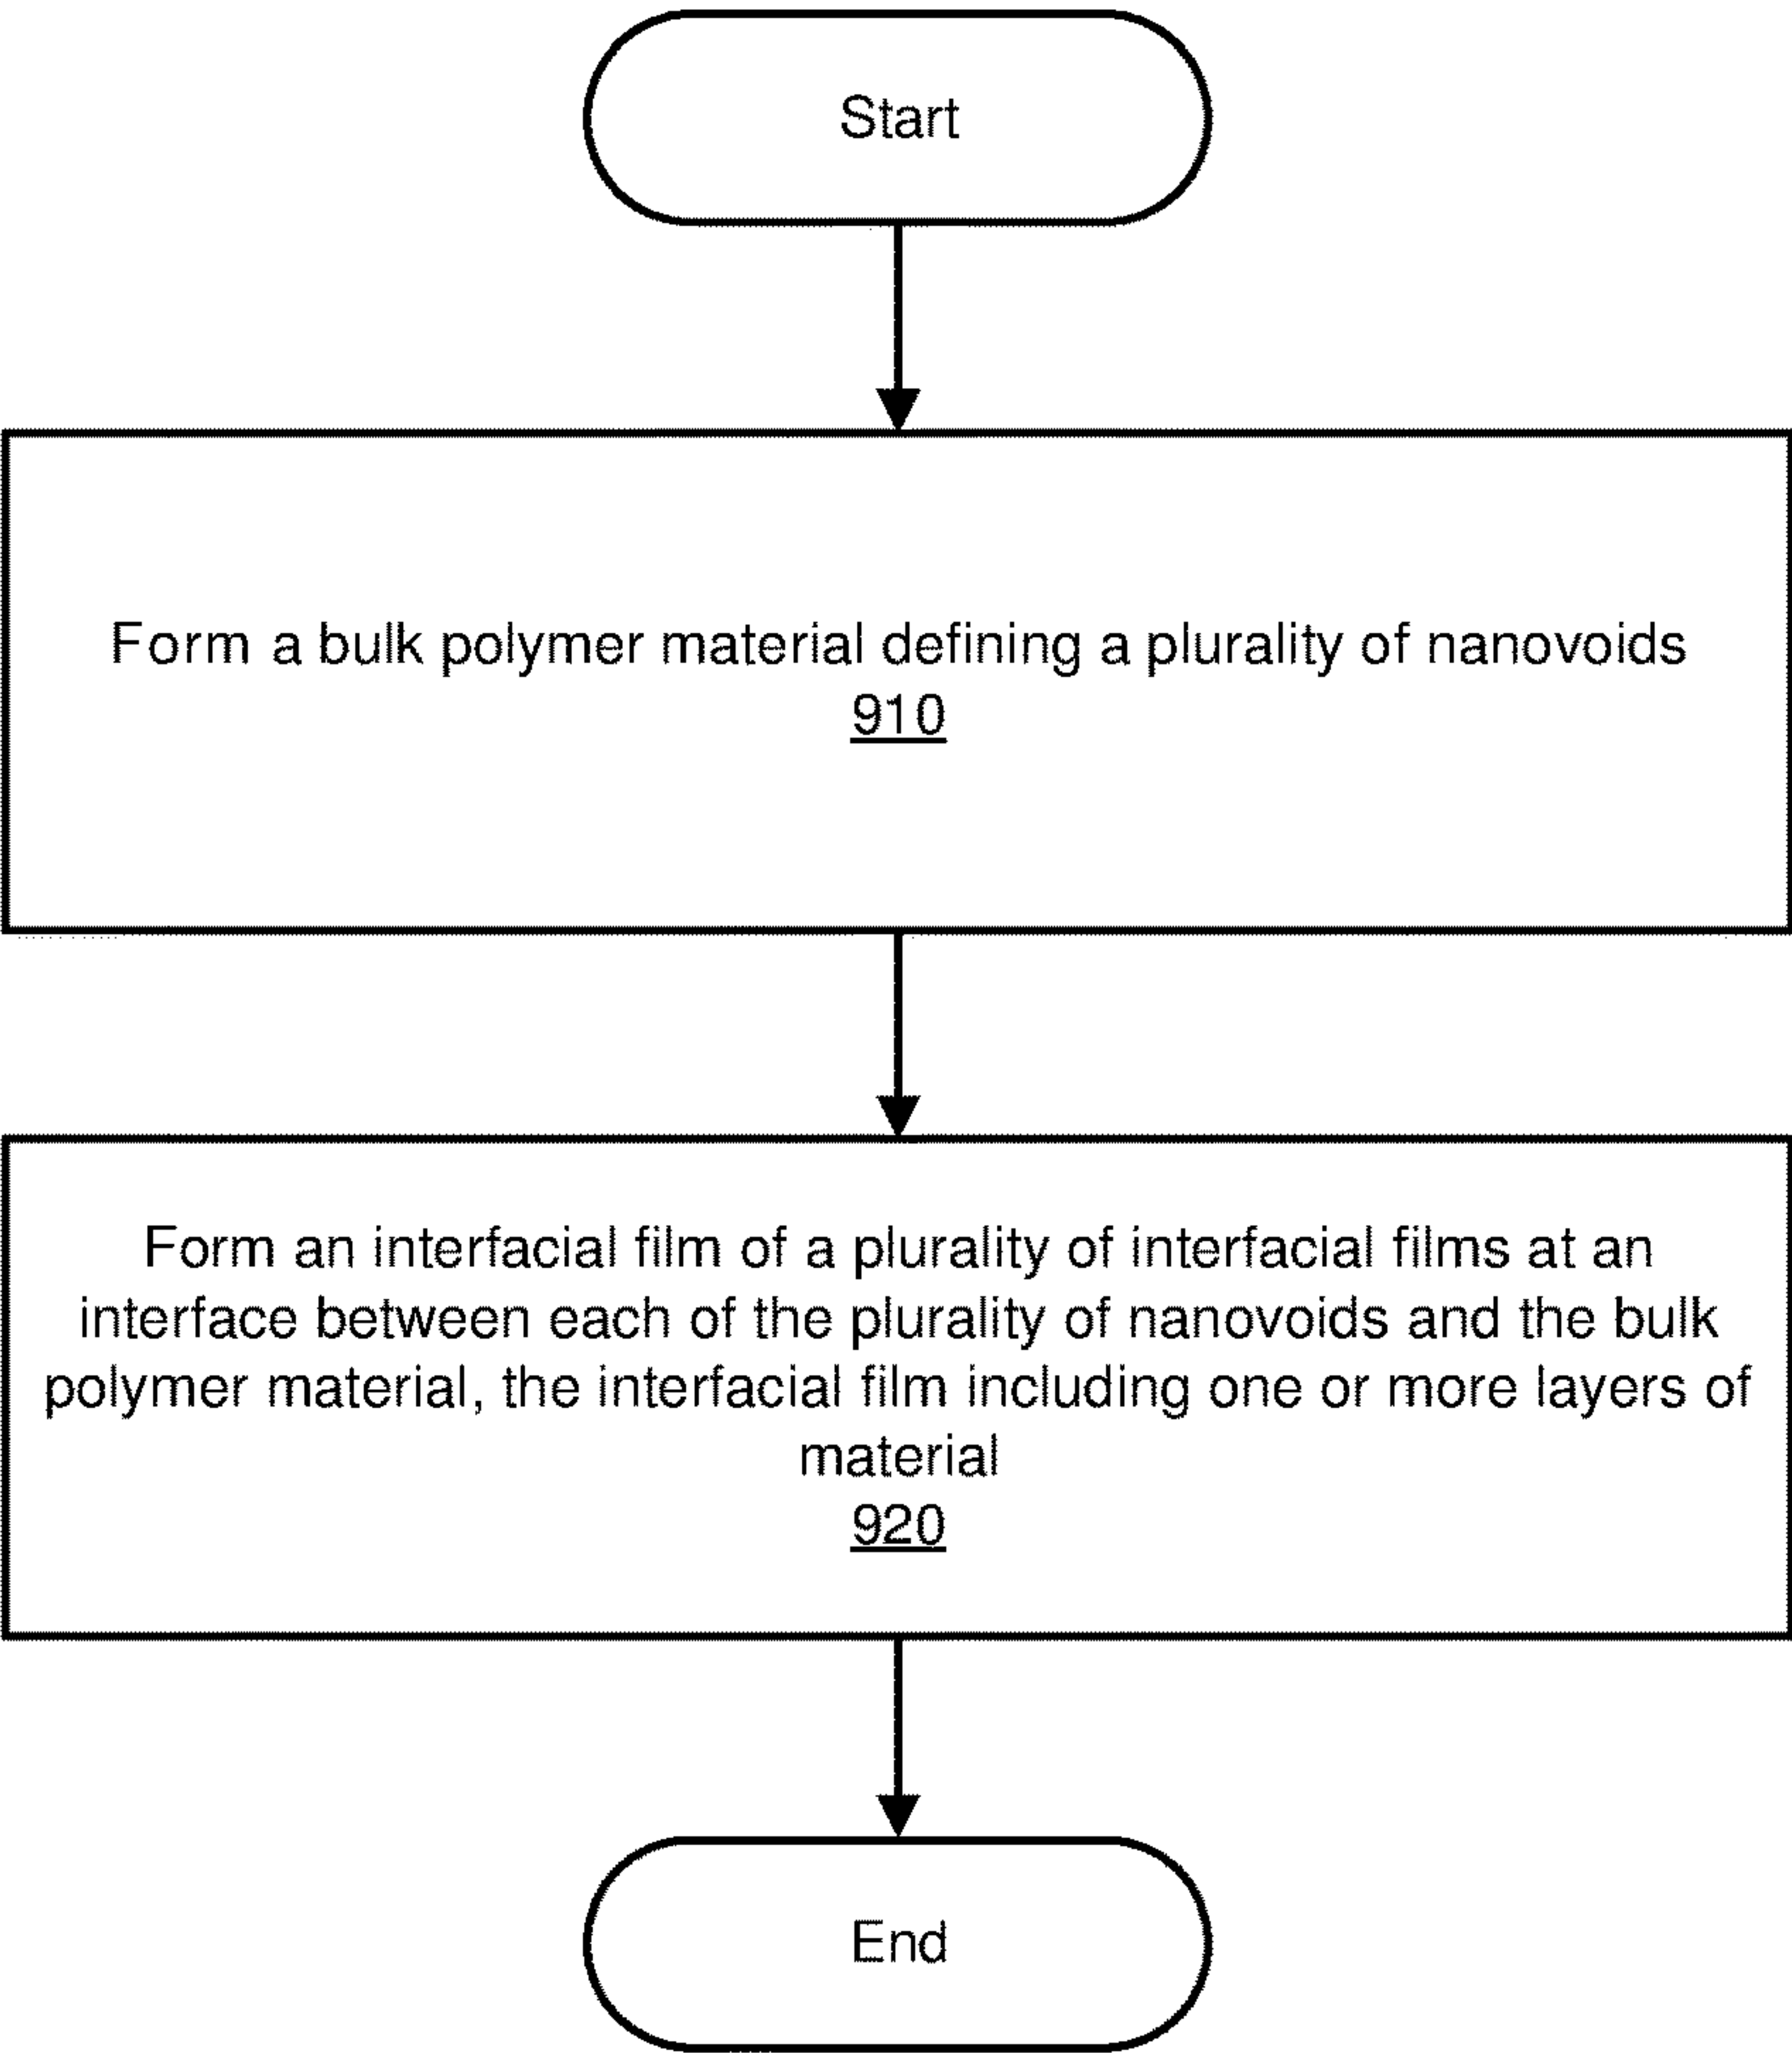 Start
Form a bulk polymer material defining a plurality of nanovoids
910
Form an interfacial film of a plurality of interfacial films at an
interface between each of the plurality of nanovoids and the bulk
polymer material, the interfacial film including one or more layers of
material
920
End